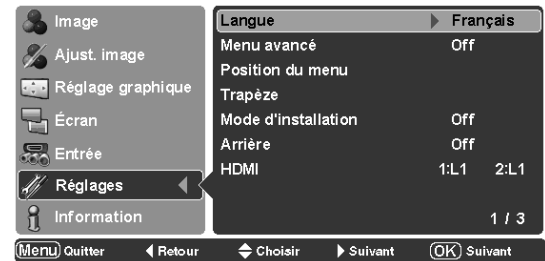 Image
Ajust. image
Réglage graphique
Écran
Entrée
Réglages
Information
Langue Français
Menu avancé Off
Position du menu
Trapèze
Mode d'installation Off
Arrière Off
HDMI 1:L1 2:L1
1 / 3
Menu Quitter Retour Choisir Suivant OK Suivant